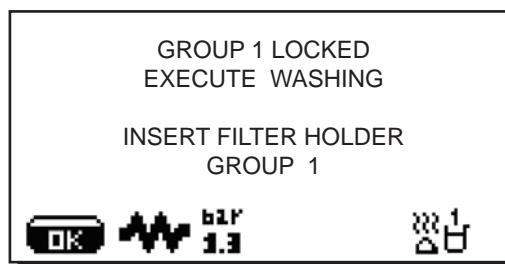 GROUP 1 LOCKED
EXECUTE WASHING
INSERT FILTER HOLDER
GROUP 1
OK bar 1.3 1